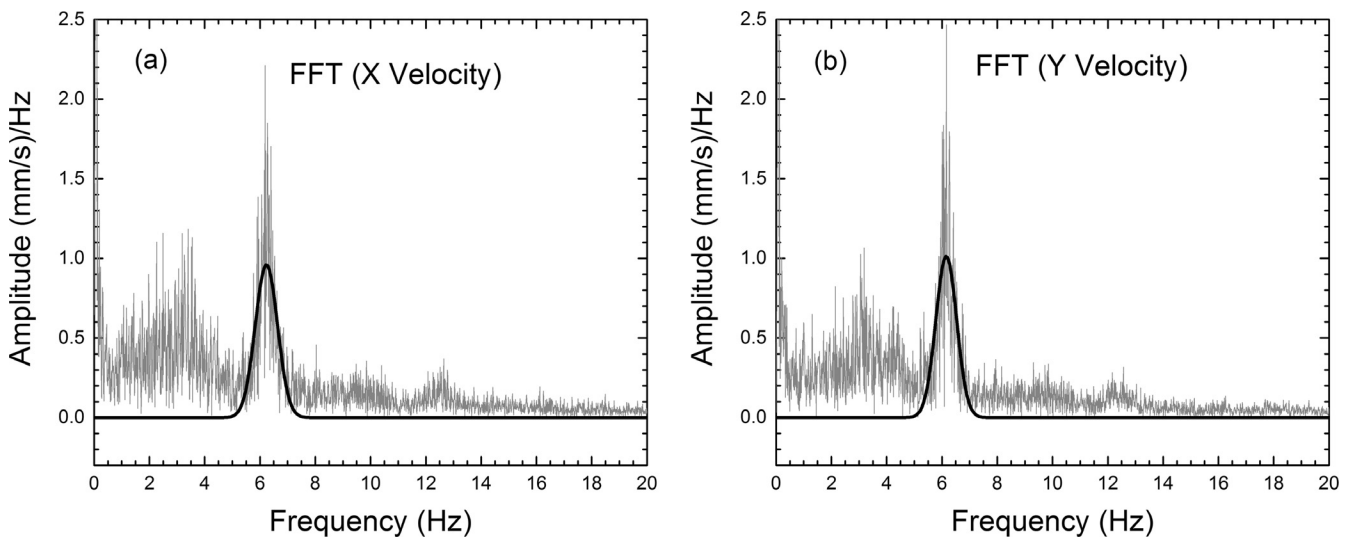 (a)
FFT (X Velocity)
Amplitude (mm/s)/Hz
2.5
2.0
1.5
1.0
0.5
0.0
0 2 4 6 8 10 12 14 16 18 20
Frequency (Hz)
(b)
FFT (Y Velocity)
Amplitude (mm/s)/Hz
2.5
2.0
1.5
1.0
0.5
0.0
0 2 4 6 8 10 12 14 16 18 20
Frequency (Hz)